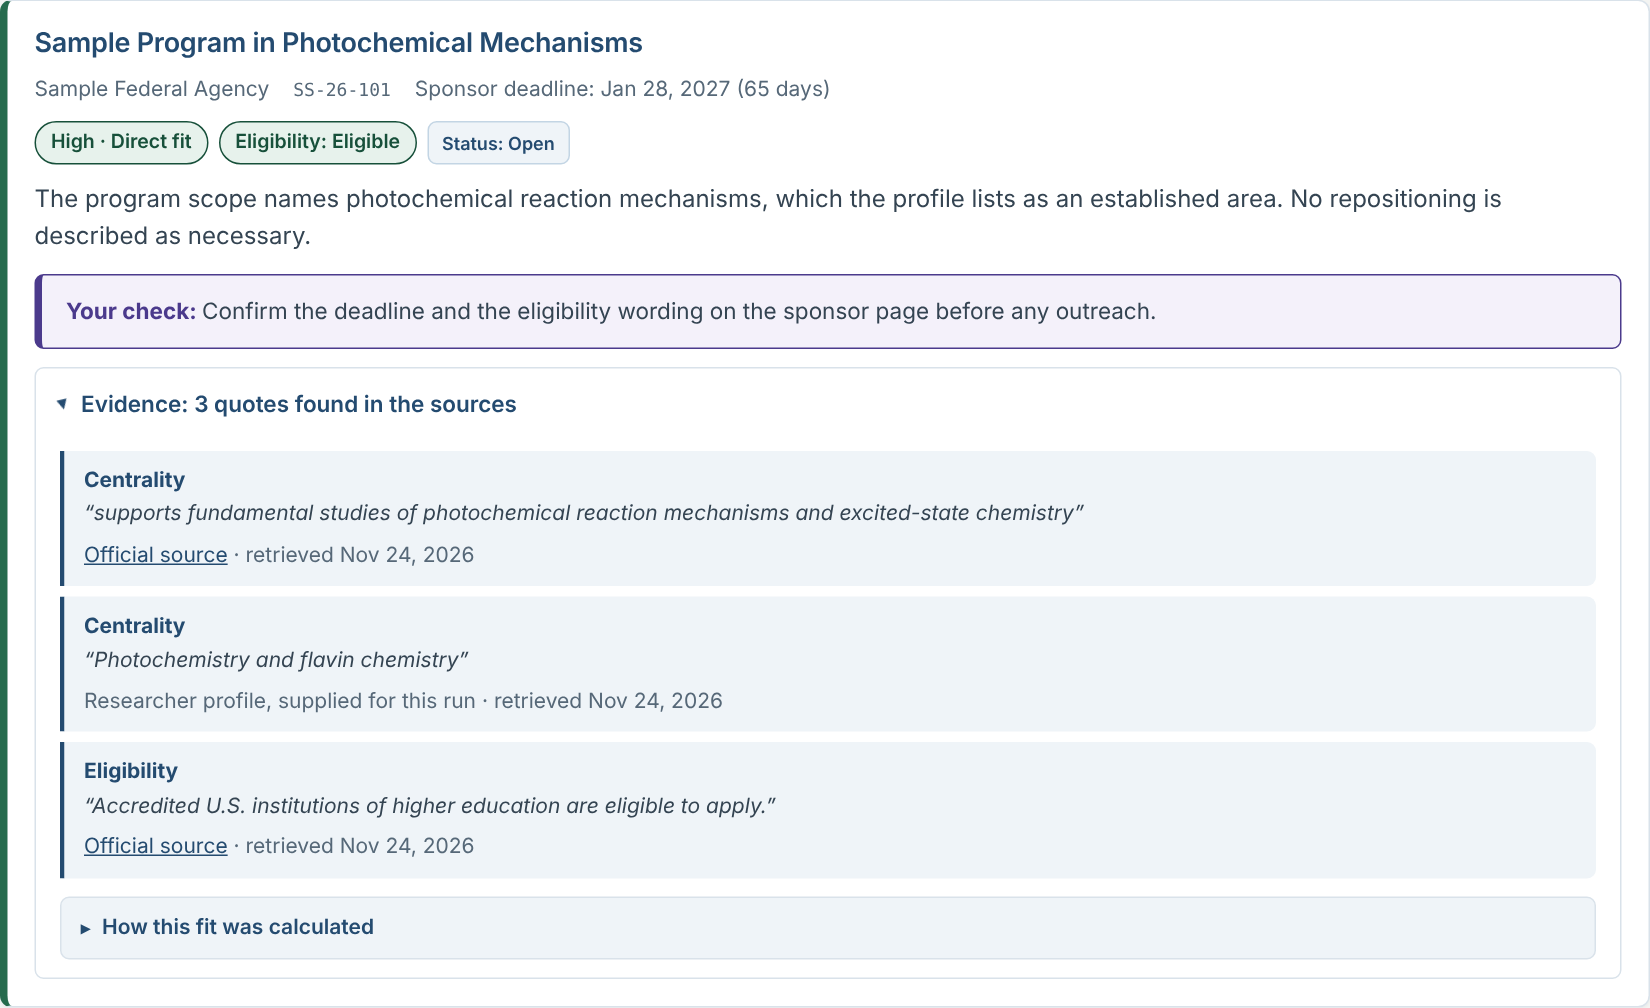 Sample Program in Photochemical Mechanisms
Sample Federal Agency SS-26-101 Sponsor deadline: Jan 28, 2027 (65 days)
High · Direct fit Eligibility: Eligible Status: Open
The program scope names photochemical reaction mechanisms, which the profile lists as an established area. No repositioning is
described as necessary.
Your check: Confirm the deadline and the eligibility wording on the sponsor page before any outreach.
Evidence: 3 quotes found in the sources
Centrality
“supports fundamental studies of photochemical reaction mechanisms and excited-state chemistry”
Official source · retrieved Nov 24, 2026
Centrality
“Photochemistry and flavin chemistry”
Researcher profile, supplied for this run · retrieved Nov 24, 2026
Eligibility
“Accredited U.S. institutions of higher education are eligible to apply.”
Official source · retrieved Nov 24, 2026
How this fit was calculated